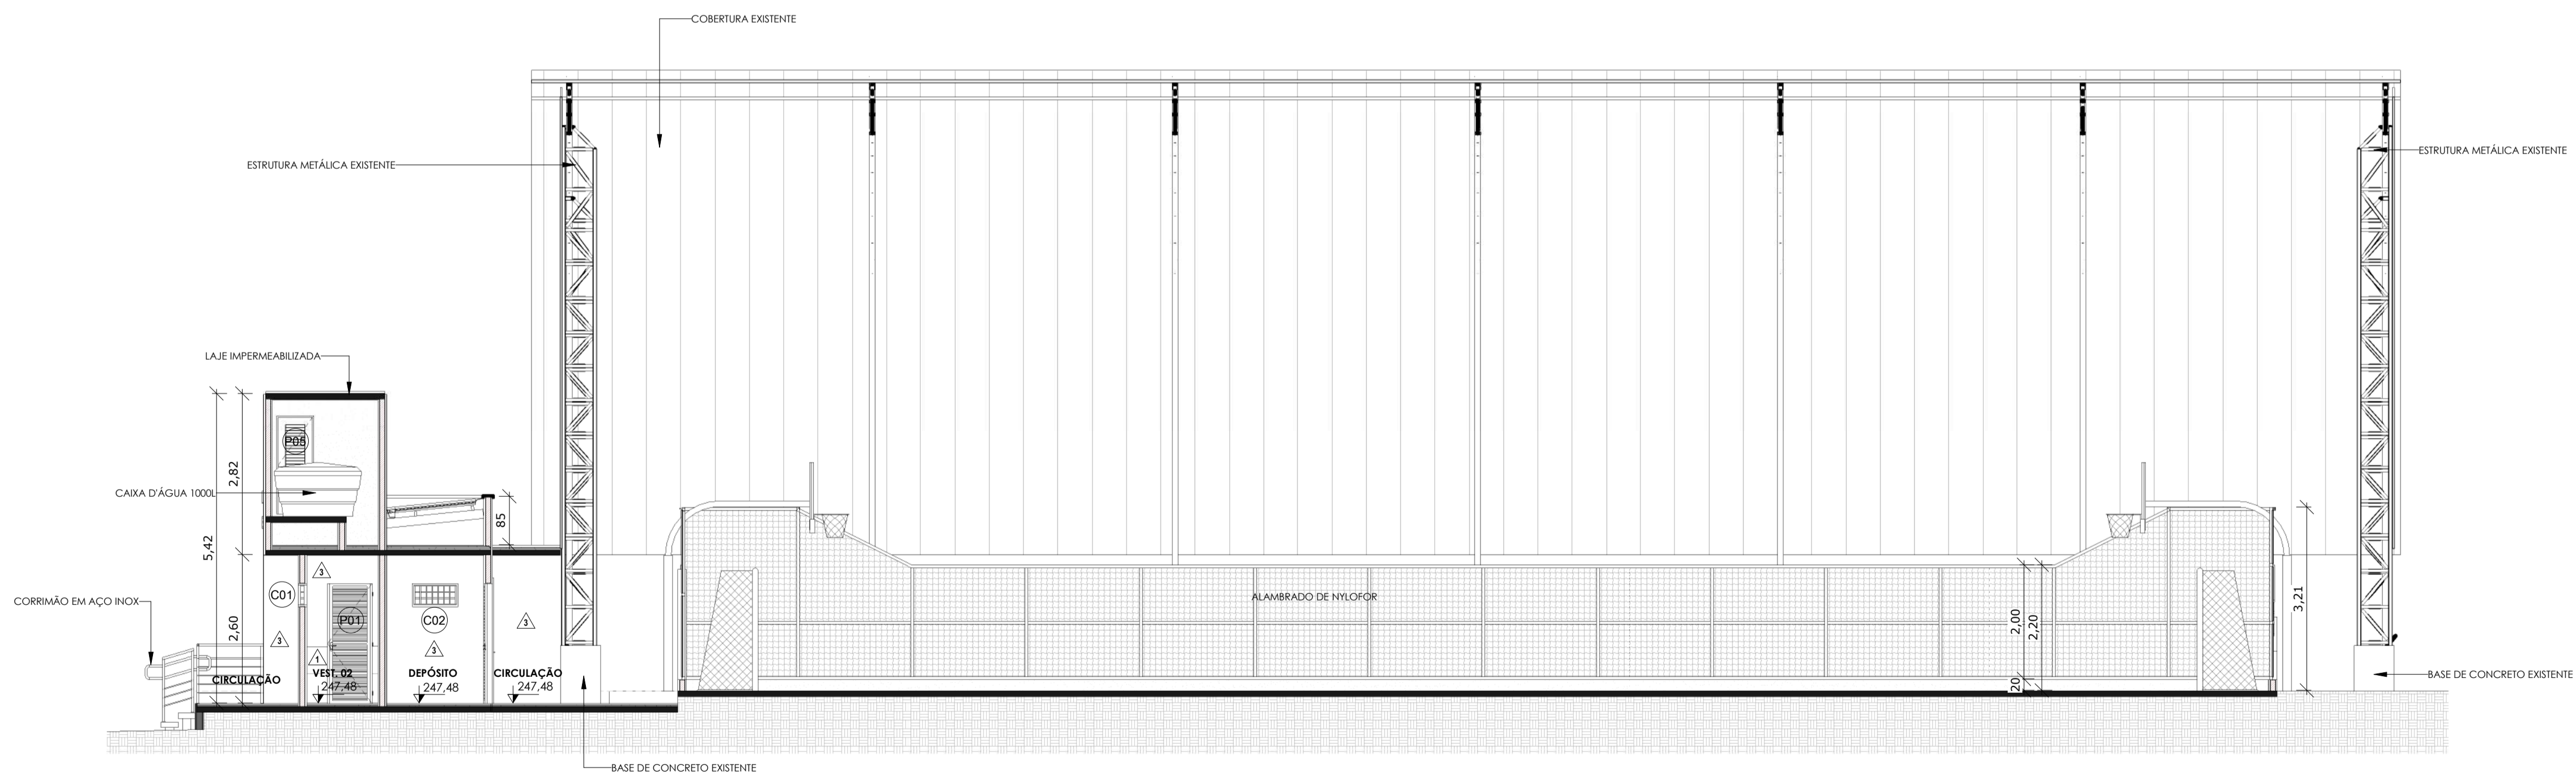 COBERTURA EXISTENTE
ESTRUTURA METÁLICA EXISTENTE
ESTRUTURA METÁLICA EXISTENTE
LAJE IMPERMEABILIZADA
P05
2,82
CAIXA D'ÁGUA 1000L
85
5,42
C01
3
P01
C02
3
3
3
2,60
1
CORRIMÃO EM AÇO INOX
ALAMBRADO DE NYLOFOR
2,00
2,20
3,21
CIRCULAÇÃO
VEST. 02
247,48
DEPÓSITO
247,48
CIRCULAÇÃO
247,48
20
BASE DE CONCRETO EXISTENTE
BASE DE CONCRETO EXISTENTE